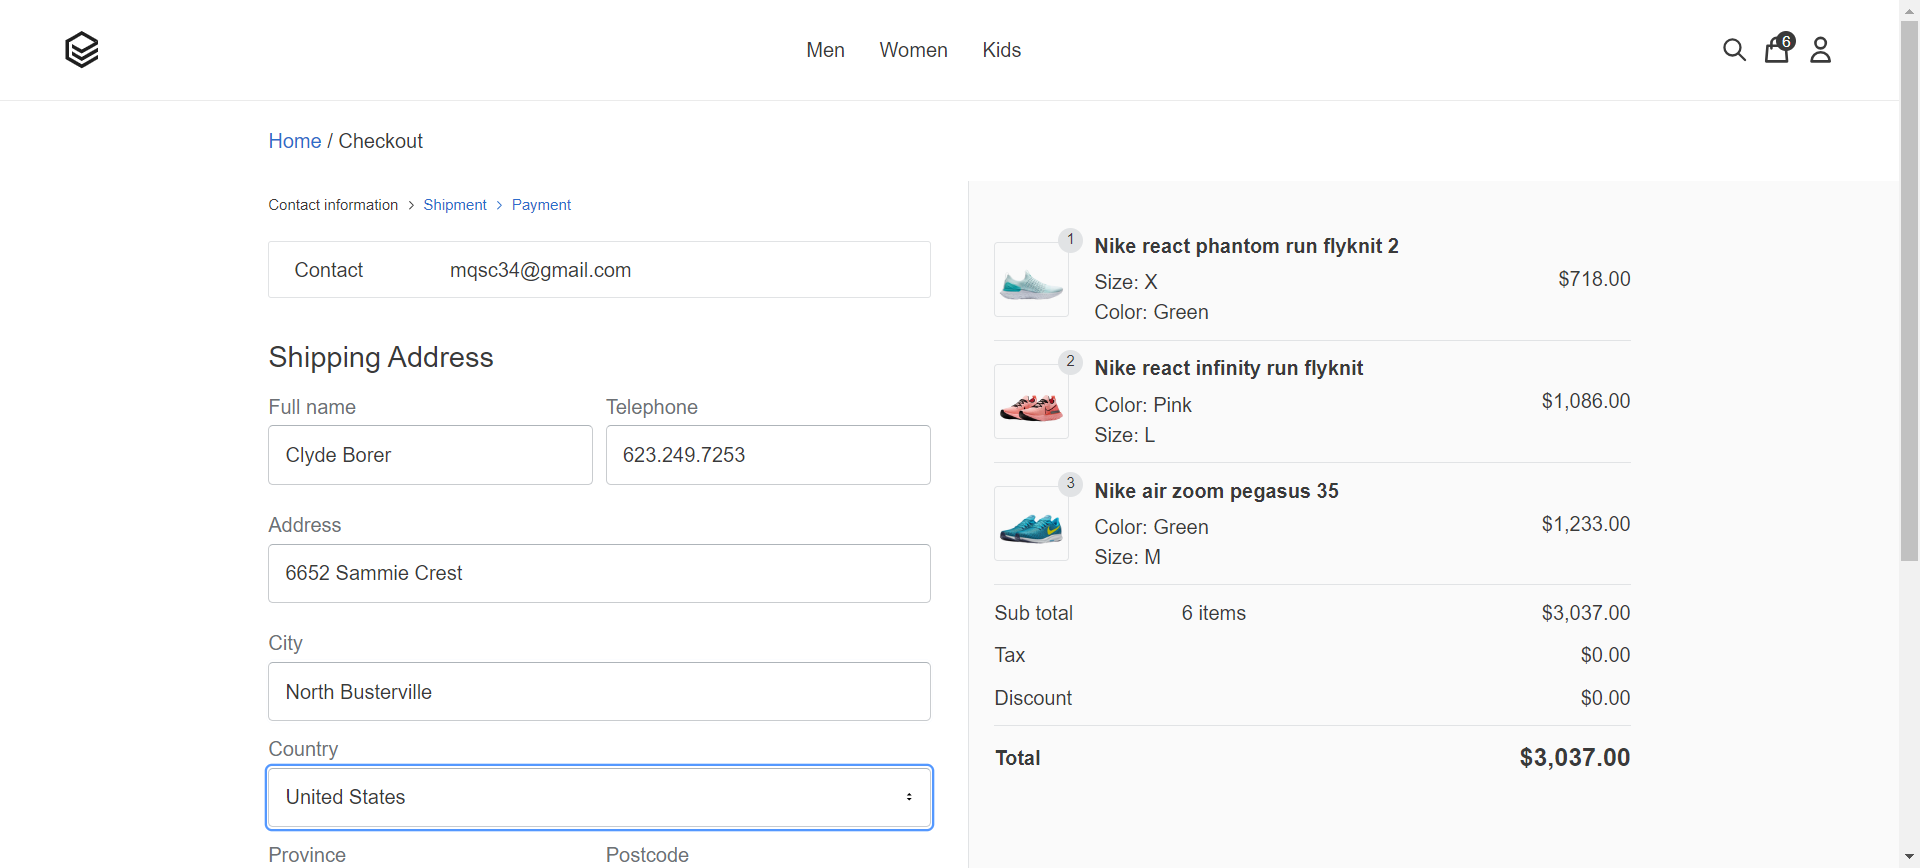 Men Women Kids
6
Home / Checkout
Contact information > Shipment > Payment
Contact mqsc34@gmail.com
Shipping Address
Full name Telephone
Clyde Borer 623.249.7253
Address
6652 Sammie Crest
City
North Busterville
Country
United States
Province Postcode
1
Nike react phantom run flyknit 2
Size: X
$718.00
Color: Green
2
Nike react infinity run flyknit
Color: Pink
$1,086.00
Size: L
3
Nike air zoom pegasus 35
Color: Green
$1,233.00
Size: M
Sub total 6 items $3,037.00
Tax $0.00
Discount $0.00
Total $3,037.00